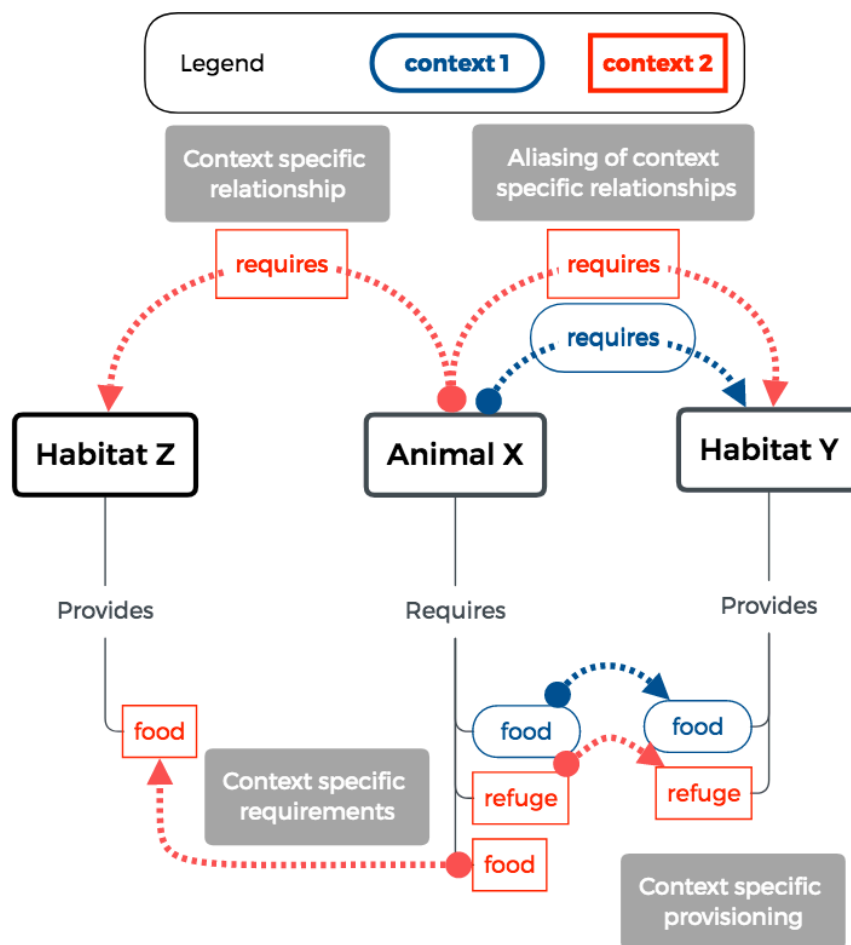 Legend
context 1
context 2
Context specific
relationship
Aliasing of context
specific relationships
requires
requires
requires
Habitat Z
Animal X
Habitat Y
Provides
Requires
Provides
food
food
food
Context specific
requirements
refuge
refuge
food
Context specific
provisioning